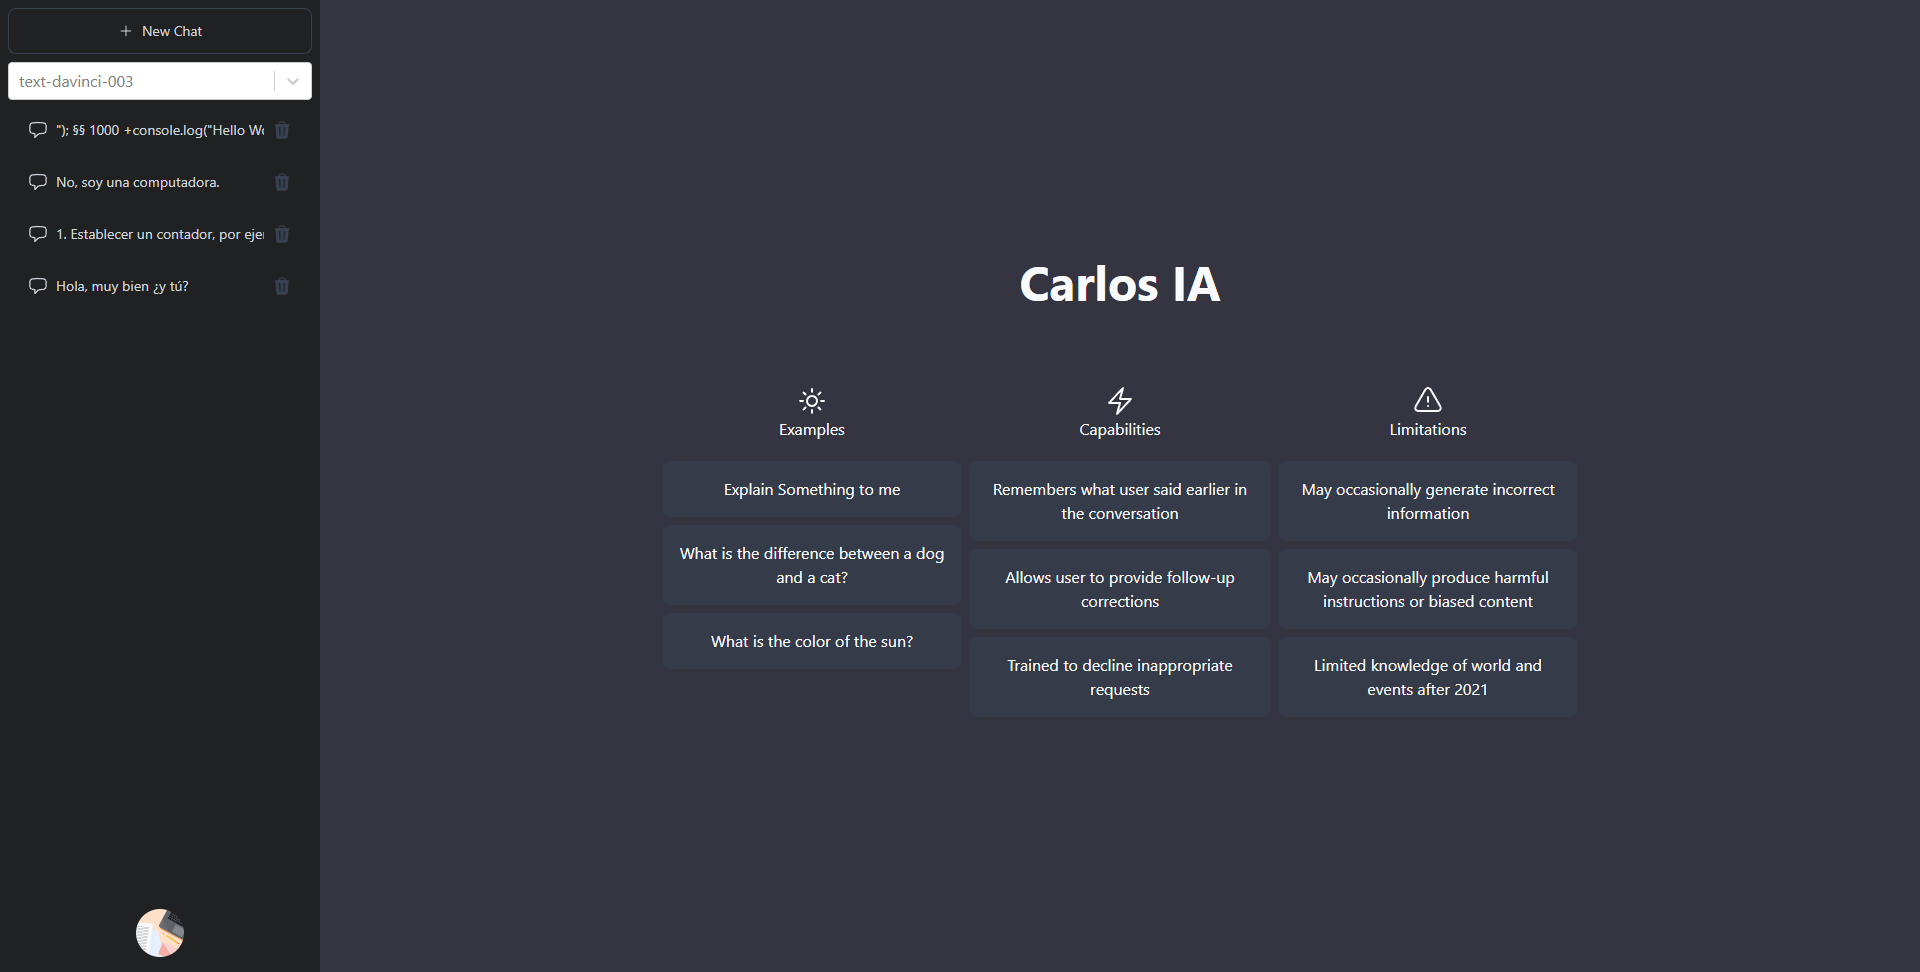 New Chat
text-davinci-003
"); §§ 1000 +console.log("Hello Wo
No, soy una computadora.
1. Establecer un contador, por ejem
Hola, muy bien ¿y tú?
Carlos IA
Examples
Explain Something to me
What is the difference between a dog
and a cat?
What is the color of the sun?
Capabilities
Remembers what user said earlier in
the conversation
Allows user to provide follow-up
corrections
Trained to decline inappropriate
requests
Limitations
May occasionally generate incorrect
information
May occasionally produce harmful
instructions or biased content
Limited knowledge of world and
events after 2021